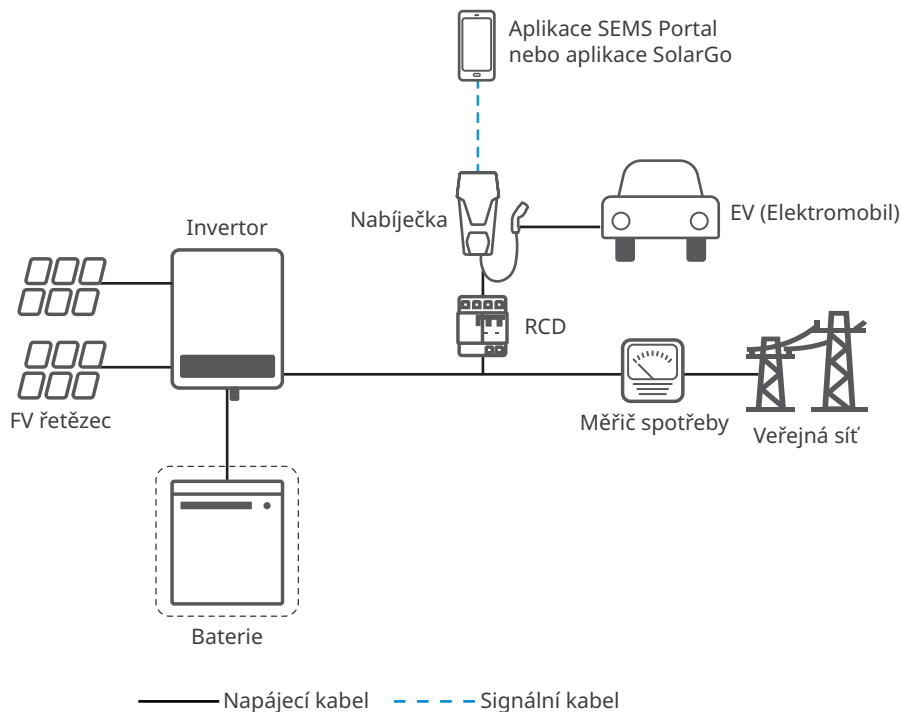 Aplikace SEMS Portal
nebo aplikace SolarGo
Nabíječka
EV (Elektromobil)
Invertor
RCD
FV řetězec
Měřič spotřeby
Veřejná síť
Baterie
Napájecí kabel
Signální kabel